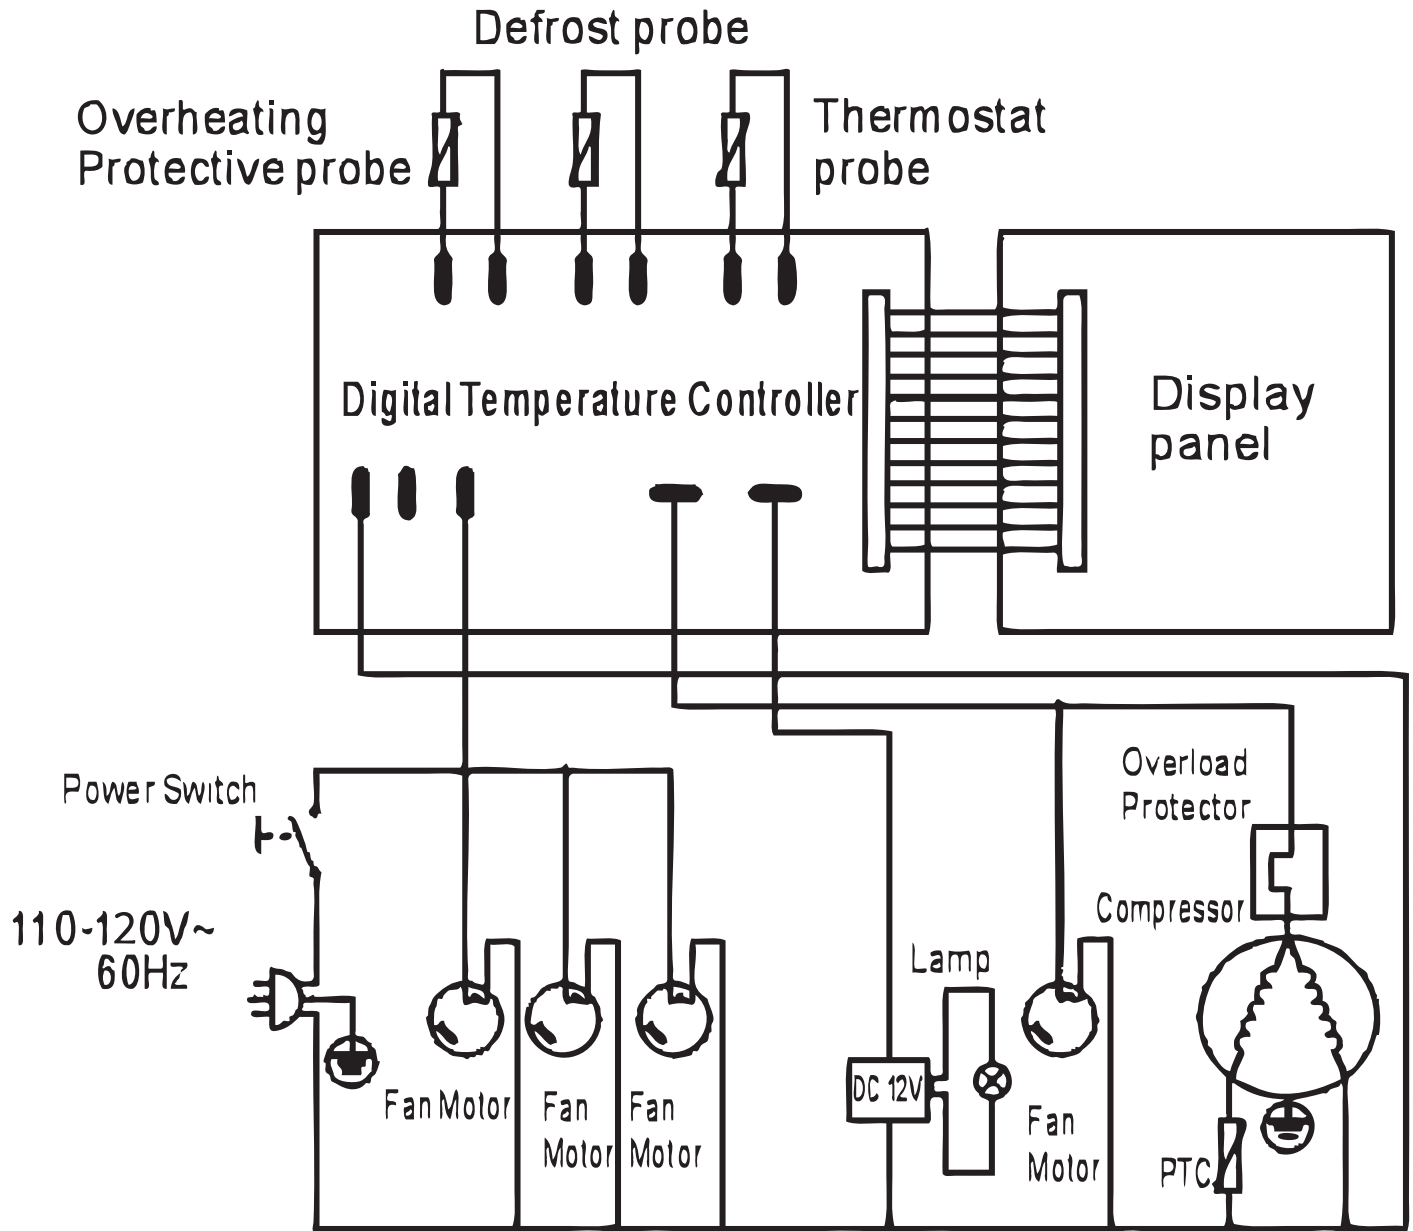 Defrost probe
Overheating
Protective probe
Thermostat
probe
Digital Temperature Controller
Display
panel
Power Switch
Overload
Protector
110-120V~
60Hz
Compressor
Lamp
DC 12V
Fan Motor
Fan
Motor
Fan
Motor
Fan
Motor
PTC